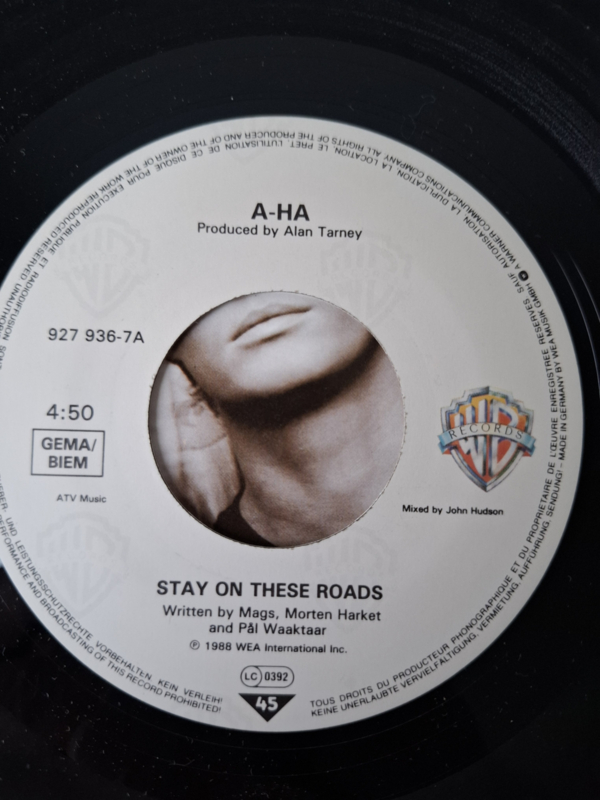 A-HA
Produced by Alan Tarney
927 936-7A
4:50
GEMA/
BIEM
ATV Music
WB
RECORDS
Mixed by John Hudson
STAY ON THESE ROADS
Written by Mags, Morten Harket
and Pål Waaktaar
℗ 1988 WEA International Inc.
LC 0392
45
TOUS DROITS DU PRODUCTEUR PHONOGRAPHIQUE ET DU PROPRIETAIRE DE L'ŒUVRE ENREGISTREE RESERVES SAUF AUTORISATION, LA DUPLICATION, LA LOCATION, LE PRET, L'UTILISATION DE CE DISQUE POUR EXECUTION PUBLIQUE ET RADIODIFFUSION
KEINE UNERLAUBTE VERVIELFÄLTIGUNG, VERMIETUNG, AUFFÜHRUNG, SENDUNG! – MADE IN GERMANY BY WEA MUSIK GMBH A WARNER COMMUNICATIONS COMPANY ALL RIGHTS OF THE PRODUCER AND OF THE OWNER OF THE WORK REPRODUCED RESERVED
UND LEISTUNGSSCHUTZRECHTE VORBEHALTEN KEIN VERLEIH!
PERFORMANCE AND BROADCASTING OF THIS RECORD PROHIBITED!